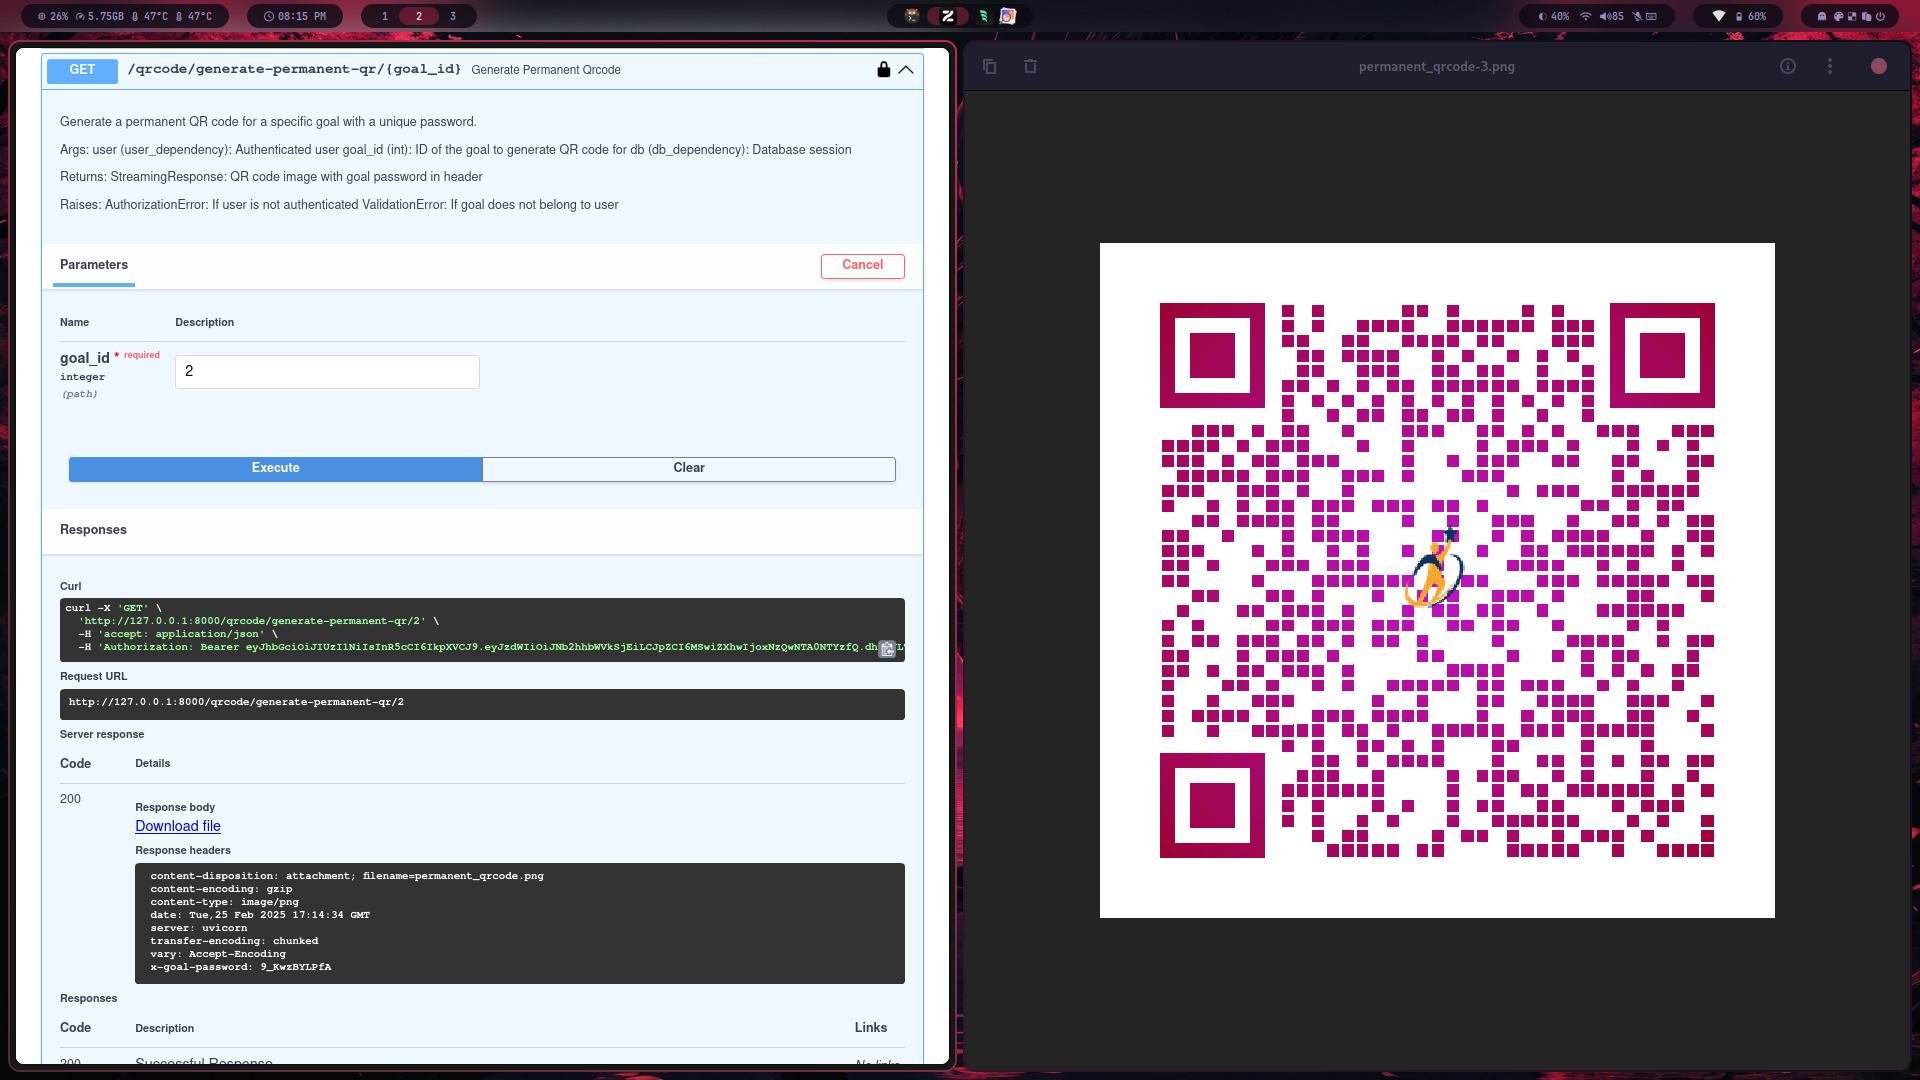 26% 5.75GB 47°C 47°C
08:15 PM
1 2 3
40% 85
60%
GET /qrcode/generate-permanent-qr/{goal_id} Generate Permanent Qrcode
Generate a permanent QR code for a specific goal with a unique password.
Args: user (user_dependency): Authenticated user goal_id (int): ID of the goal to generate QR code for db (db_dependency): Database session
Returns: StreamingResponse: QR code image with goal password in header
Raises: AuthorizationError: If user is not authenticated ValidationError: If goal does not belong to user
Parameters
Cancel
Name Description
goal_id * required
integer
(path)
2
Execute Clear
Responses
Curl
curl -X 'GET' \
'http://127.0.0.1:8000/qrcode/generate-permanent-qr/2' \
-H 'accept: application/json' \
-H 'Authorization: Bearer
Request URL
http://127.0.0.1:8000/qrcode/generate-permanent-qr/2
Server response
Code Details
200
Response body
Download file
Response headers
content-disposition: attachment; filename=permanent_qrcode.png
content-encoding: gzip
content-type: image/png
date: Tue,25 Feb 2025 17:14:34 GMT
server: uvicorn
transfer-encoding: chunked
vary: Accept-Encoding
x-goal-password: 9_KwzBYLPfA
Responses
Code Description Links
200 Successful Response No links
permanent_qrcode-3.png